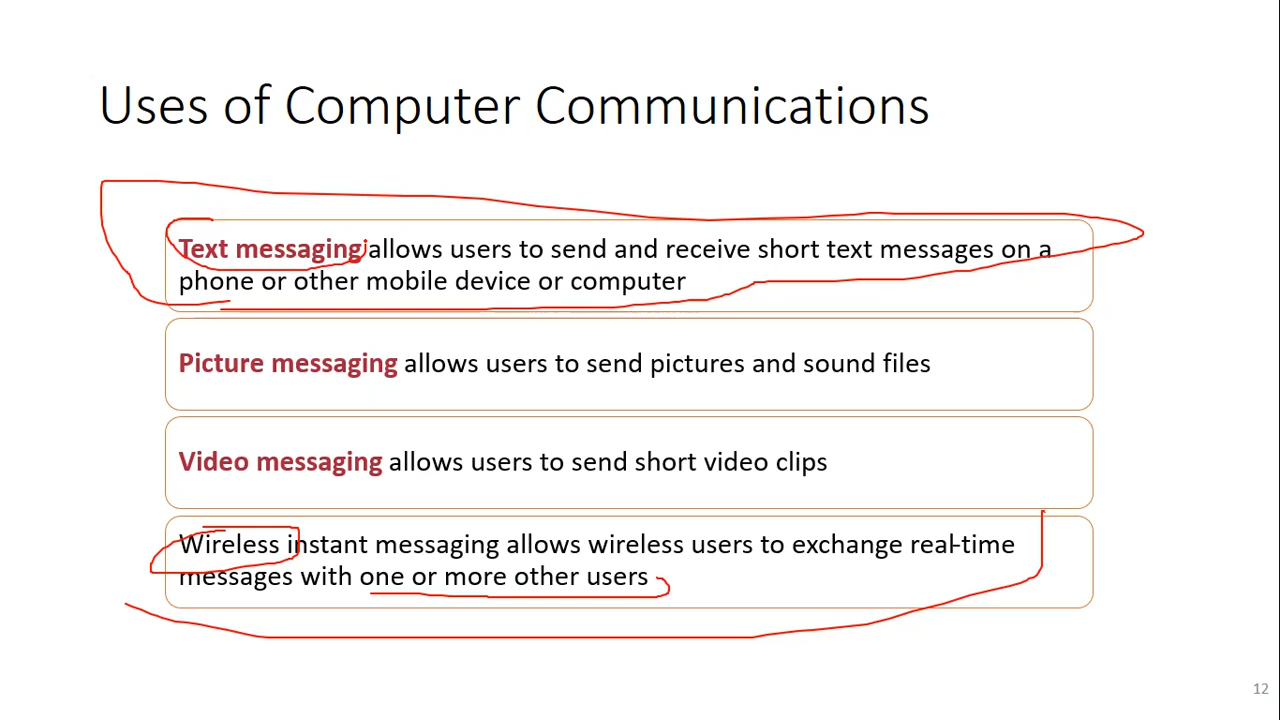 Uses of Computer Communications
Text messaging allows users to send and receive short text messages on a
phone or other mobile device or computer
Picture messaging allows users to send pictures and sound files
Video messaging allows users to send short video clips
Wireless instant messaging allows wireless users to exchange real-time
messages with one or more other users
12